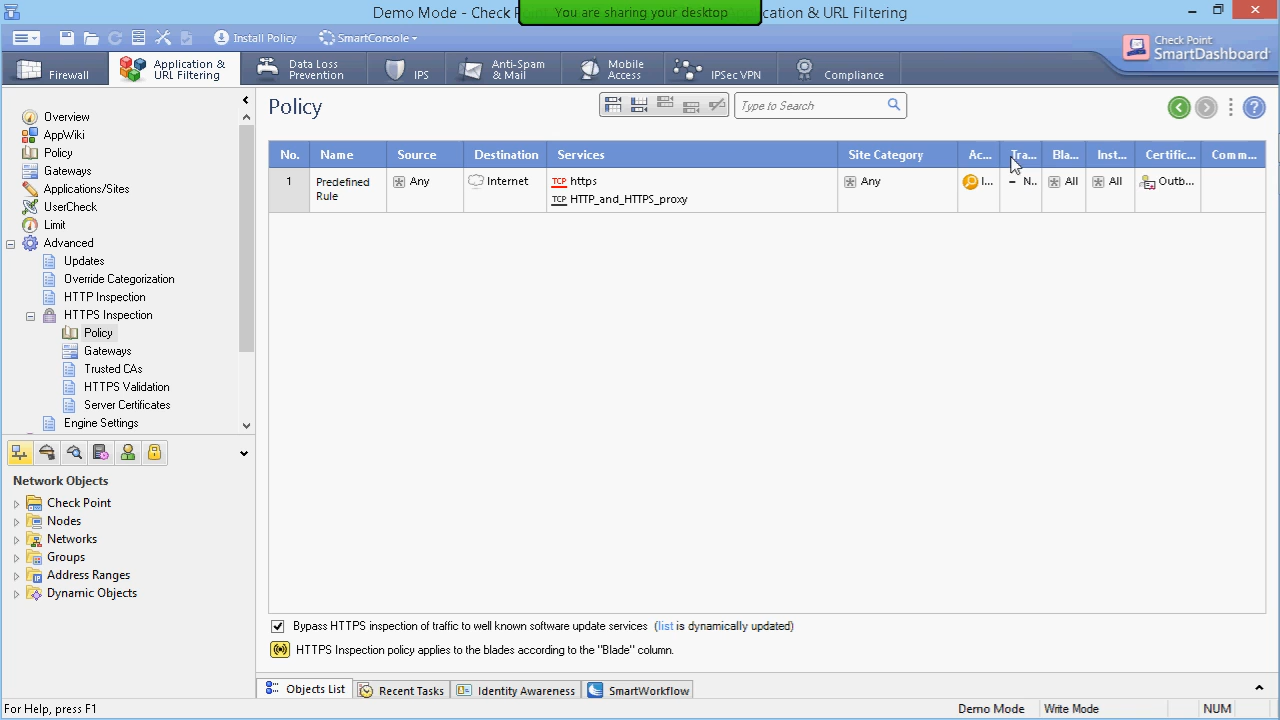 Demo Mode - Check P
You are sharing your desktop
ication & URL Filtering
Install Policy
SmartConsole
Check Point
SmartDashboard
Firewall
Application &
URL Filtering
Data Loss
Prevention
IPS
Anti-Spam
& Mail
Mobile
Access
IPSec VPN
Compliance
Overview
AppWiki
Policy
Gateways
Applications/Sites
UserCheck
Limit
Advanced
Updates
Override Categorization
HTTP Inspection
HTTPS Inspection
Policy
Gateways
Trusted CAs
HTTPS Validation
Server Certificates
Engine Settings
Network Objects
Check Point
Nodes
Networks
Groups
Address Ranges
Dynamic Objects
Policy
Type to Search
No. Name Source Destination Services Site Category Ac... Tra... Bla... Inst... Certific... Comm...
1 Predefined Rule Any Internet TCP https Any I... – N.. All All Outb...
TCP HTTP_and_HTTPS_proxy
Bypass HTTPS inspection of traffic to well known software update services (list is dynamically updated)
HTTPS Inspection policy applies to the blades according to the "Blade" column.
Objects List
Recent Tasks
Identity Awareness
SmartWorkflow
For Help, press F1
Demo Mode
Write Mode
NUM